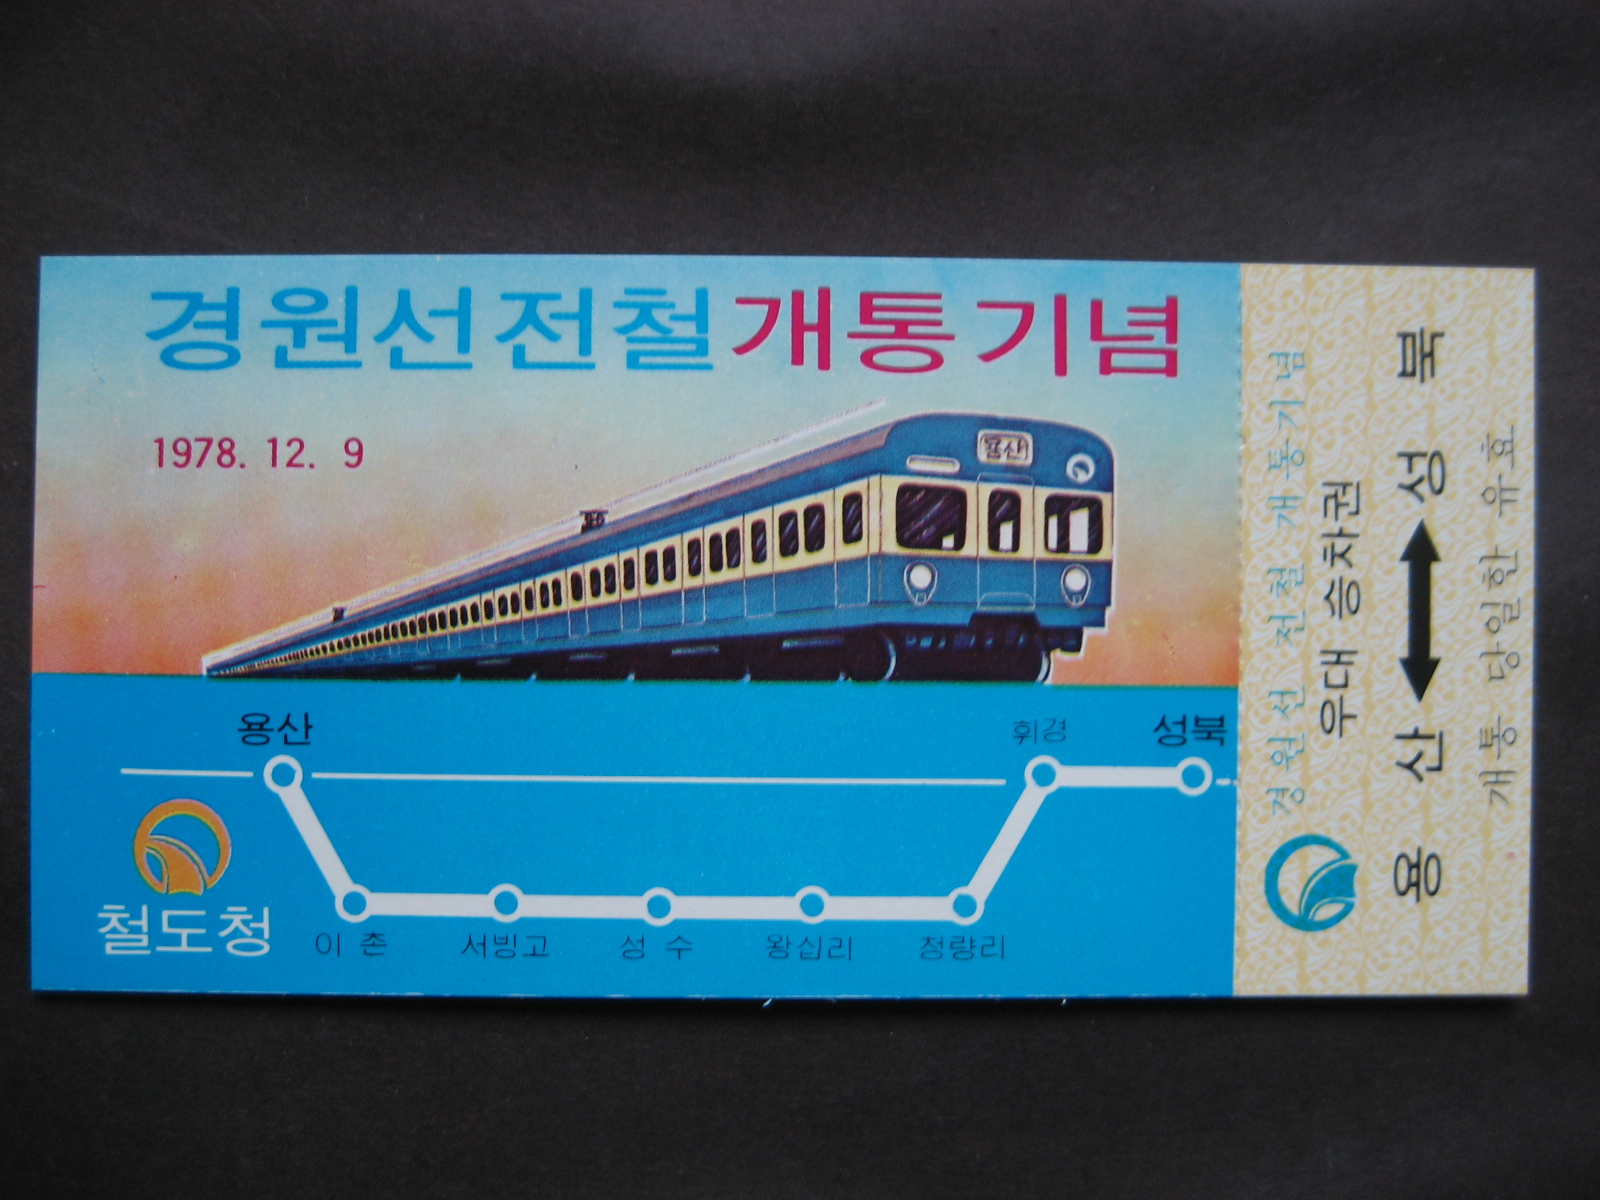 경원선전철개통기념
1978. 12. 9
용산
용산
휘경
성북
이촌
서빙고
성수
왕십리
청량리
철도청
경원선 전철 개통기념
우대 승차권
용산 ↔ 성북
개통 당일한 유효